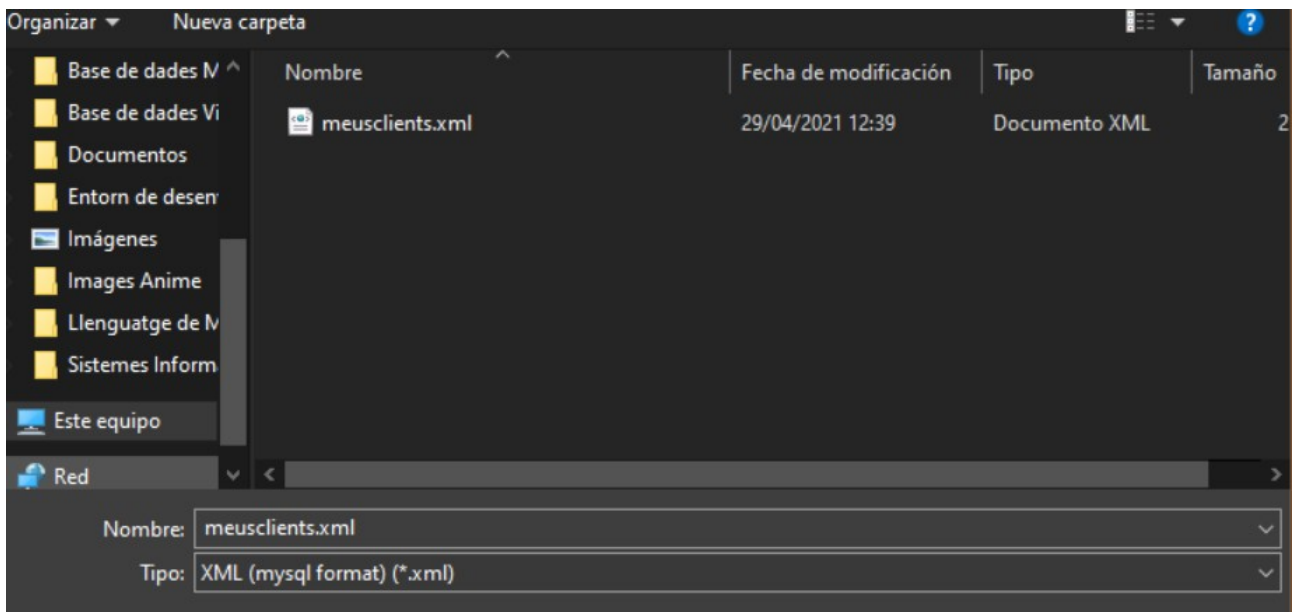 Organizar Nueva carpeta
Base de dades M
Base de dades Vi
Documentos
Entorn de desen
Imágenes
Images Anime
Llenguatge de M
Sistemes Inform
Este equipo
Red
Nombre Fecha de modificación Tipo Tamaño
meusclients.xml 29/04/2021 12:39 Documento XML 2
Nombre: meusclients.xml
Tipo: XML (mysql format) (*.xml)